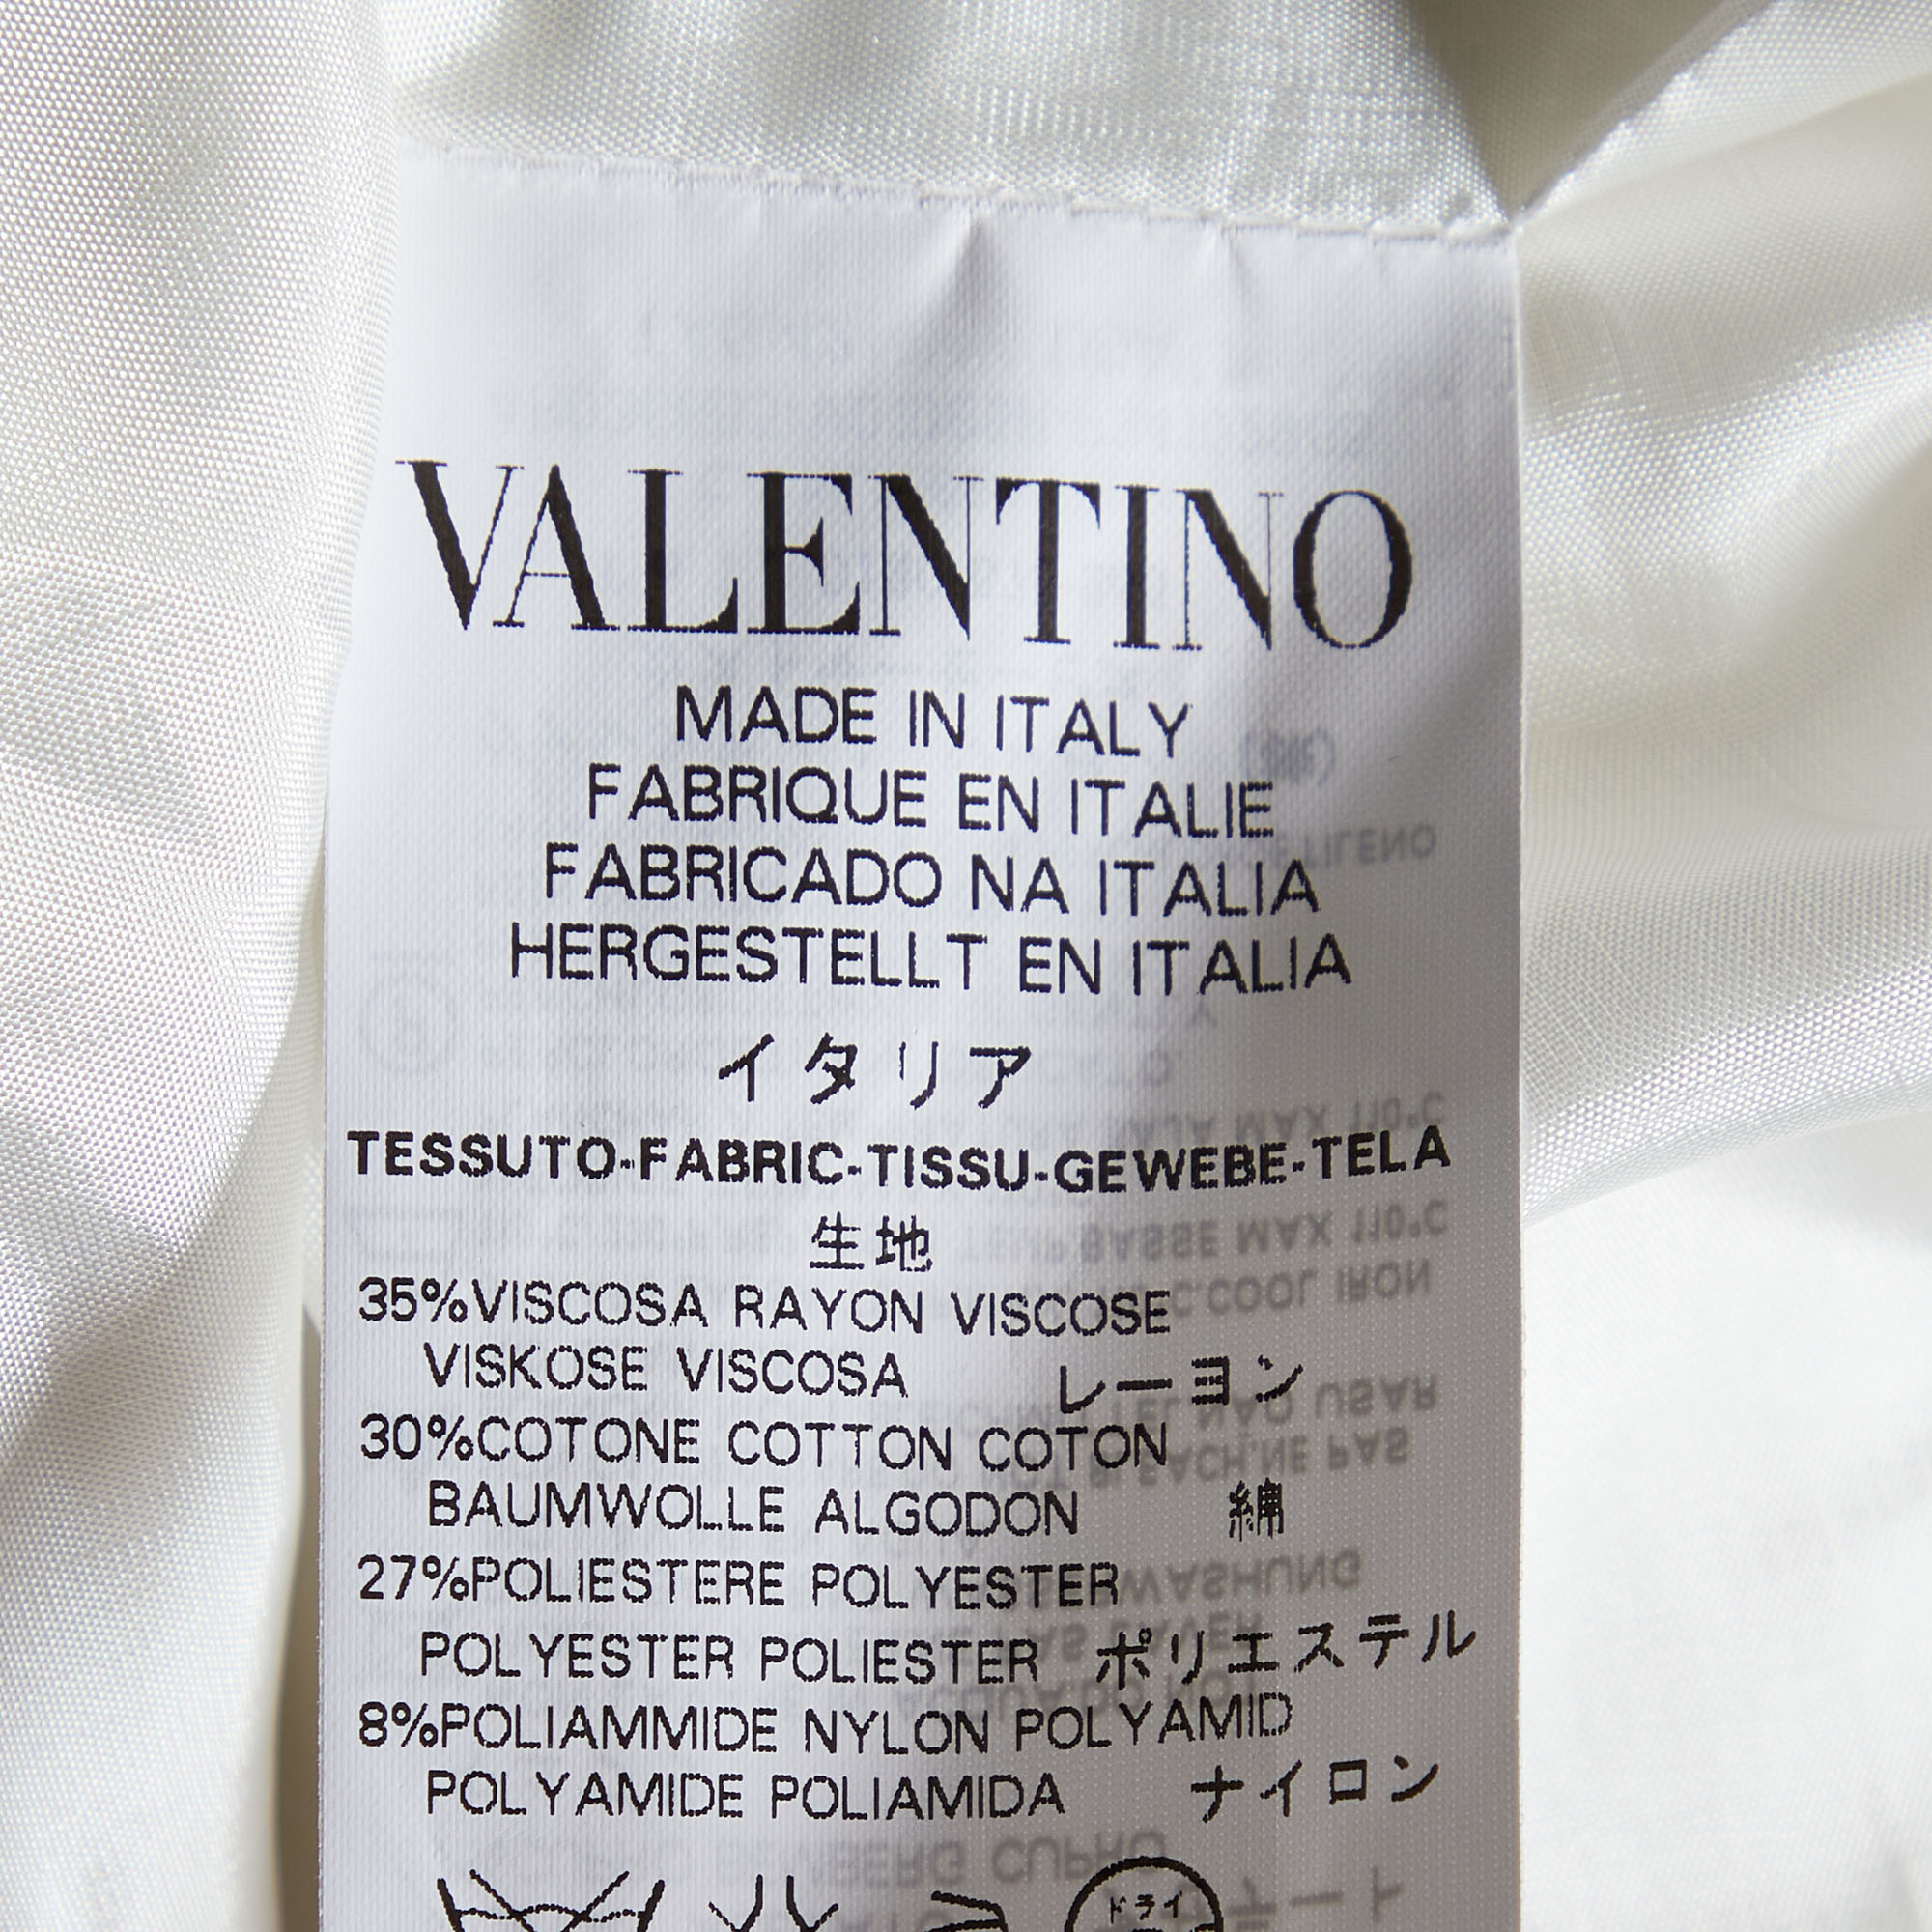 VALENTINO
MADE IN ITALY
FABRIQUE EN ITALIE
FABRICADO NA ITALIA
HERGESTELLT EN ITALIA
イタリア
TESSUTO-FABRIC-TISSU-GEWEBE-TELA
生地
35%VISCOSA RAYON VISCOSE
VISKOSE VISCOSA レーヨン
30%COTONE COTTON COTON
BAUMWOLLE ALGODON 綿
27%POLIESTERE POLYESTER
POLYESTER POLIESTER ポリエステル
8%POLIAMMIDE NYLON POLYAMID
POLYAMIDE POLIAMIDA ナイロン
ドライ